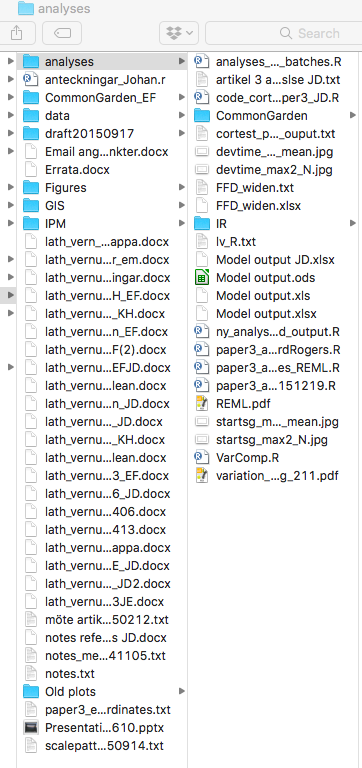 analyses
Search
analyses
anteckningar_Johan.r
CommonGarden_EF
data
draft20150917
Email ang...nkter.docx
Errata.docx
Figures
GIS
IPM
lath_vern_...appa.docx
lath_vernu...r_em.docx
lath_vernu...ingar.docx
lath_vernu...H_EF.docx
lath_vernu..._KH.docx
lath_vernu...n_EF.docx
lath_vernu...F(2).docx
lath_vernu...EFJD.docx
lath_vernu...lean.docx
lath_vernu...n_JD.docx
lath_vernu..._JD.docx
lath_vernu..._KH.docx
lath_vernu...lean.docx
lath_vernu...3_EF.docx
lath_vernu...6_JD.docx
lath_vernu...406.docx
lath_vernu...413.docx
lath_vernu...appa.docx
lath_vernu...E_JD.docx
lath_vernu..._JD2.docx
lath_vernu...3JE.docx
möte artik...50212.txt
notes refe...s JD.docx
notes_me...41105.txt
notes.txt
Old plots
paper3_e...rdinates.txt
Presentati...610.pptx
scalepatt...50914.txt
analyses_..._batches.R
artikel 3 a...slse JD.txt
code_cort...per3_JD.R
CommonGarden
cortest_p...ouput.txt
devtime_..._mean.jpg
devtime_max2_N.jpg
FFD_widen.txt
FFD_widen.xlsx
IR
lv_R.txt
Model output JD.xlsx
Model output.ods
Model output.xls
Model output.xlsx
ny_analys...d_output.R
paper3_a...rdRogers.R
paper3_a...es_REML.R
paper3_a...151219.R
REML.pdf
startsg_m..._mean.jpg
startsg_max2_N.jpg
VarComp.R
variation_...g_211.pdf